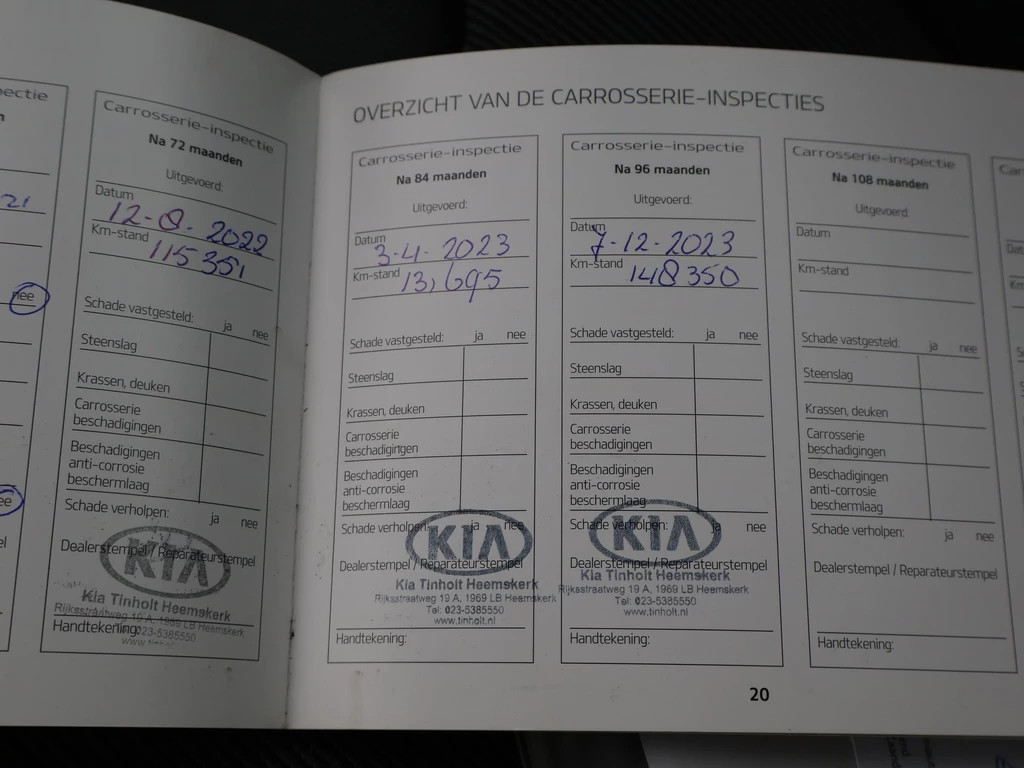 ectie
21
nee
ee
Carrosserie-inspectie
Na 72 maanden
Uitgevoerd:
Datum
12-8-2022
Km-stand
115351
Schade vastgesteld: ja nee
Steenslag
Krassen, deuken
Carrosserie
beschadigingen
Beschadigingen
anti-corrosie
beschermlaag
Schade verholpen: ja nee
Dealerstempel / Reparateurstempel
KIA
Kia Tinholt Heemskerk
Rijksstraatweg 19 A, 1969 LB Heemskerk
Tel: 023-5385550
Handtekening:
OVERZICHT VAN DE CARROSSERIE-INSPECTIES
Carrosserie-inspectie
Na 84 maanden
Uitgevoerd:
Datum
3-4-2023
Km-stand
131695
Schade vastgesteld: ja nee
Steenslag
Krassen, deuken
Carrosserie
beschadigingen
Beschadigingen
anti-corrosie
beschermlaag
Schade verholpen: ja nee
KIA
Dealerstempel / Reparateurstempel
Kia Tinholt Heemskerk
Rijksstraatweg 19 A, 1969 LB Heemskerk
Tel: 023-5385550
www.tinholt.nl
Handtekening:
Carrosserie-inspectie
Na 96 maanden
Uitgevoerd:
Datum
7-12-2023
Km-stand
148350
Schade vastgesteld: ja nee
Steenslag
Krassen, deuken
Carrosserie
beschadigingen
Beschadigingen
anti-corrosie
beschermlaag
Schade verholpen: ja nee
KIA
Dealerstempel / Reparateurstempel
Kia Tinholt Heemskerk
Rijksstraatweg 19 A, 1969 LB Heemskerk
Tel: 023-5385550
www.tinholt.nl
Handtekening:
Carrosserie-inspectie
Na 108 maanden
Uitgevoerd:
Datum
Km-stand
Schade vastgesteld: ja nee
Steenslag
Krassen, deuken
Carrosserie
beschadigingen
Beschadigingen
anti-corrosie
beschermlaag
Schade verholpen: ja nee
Dealerstempel / Reparateurstempel
Handtekening:
20